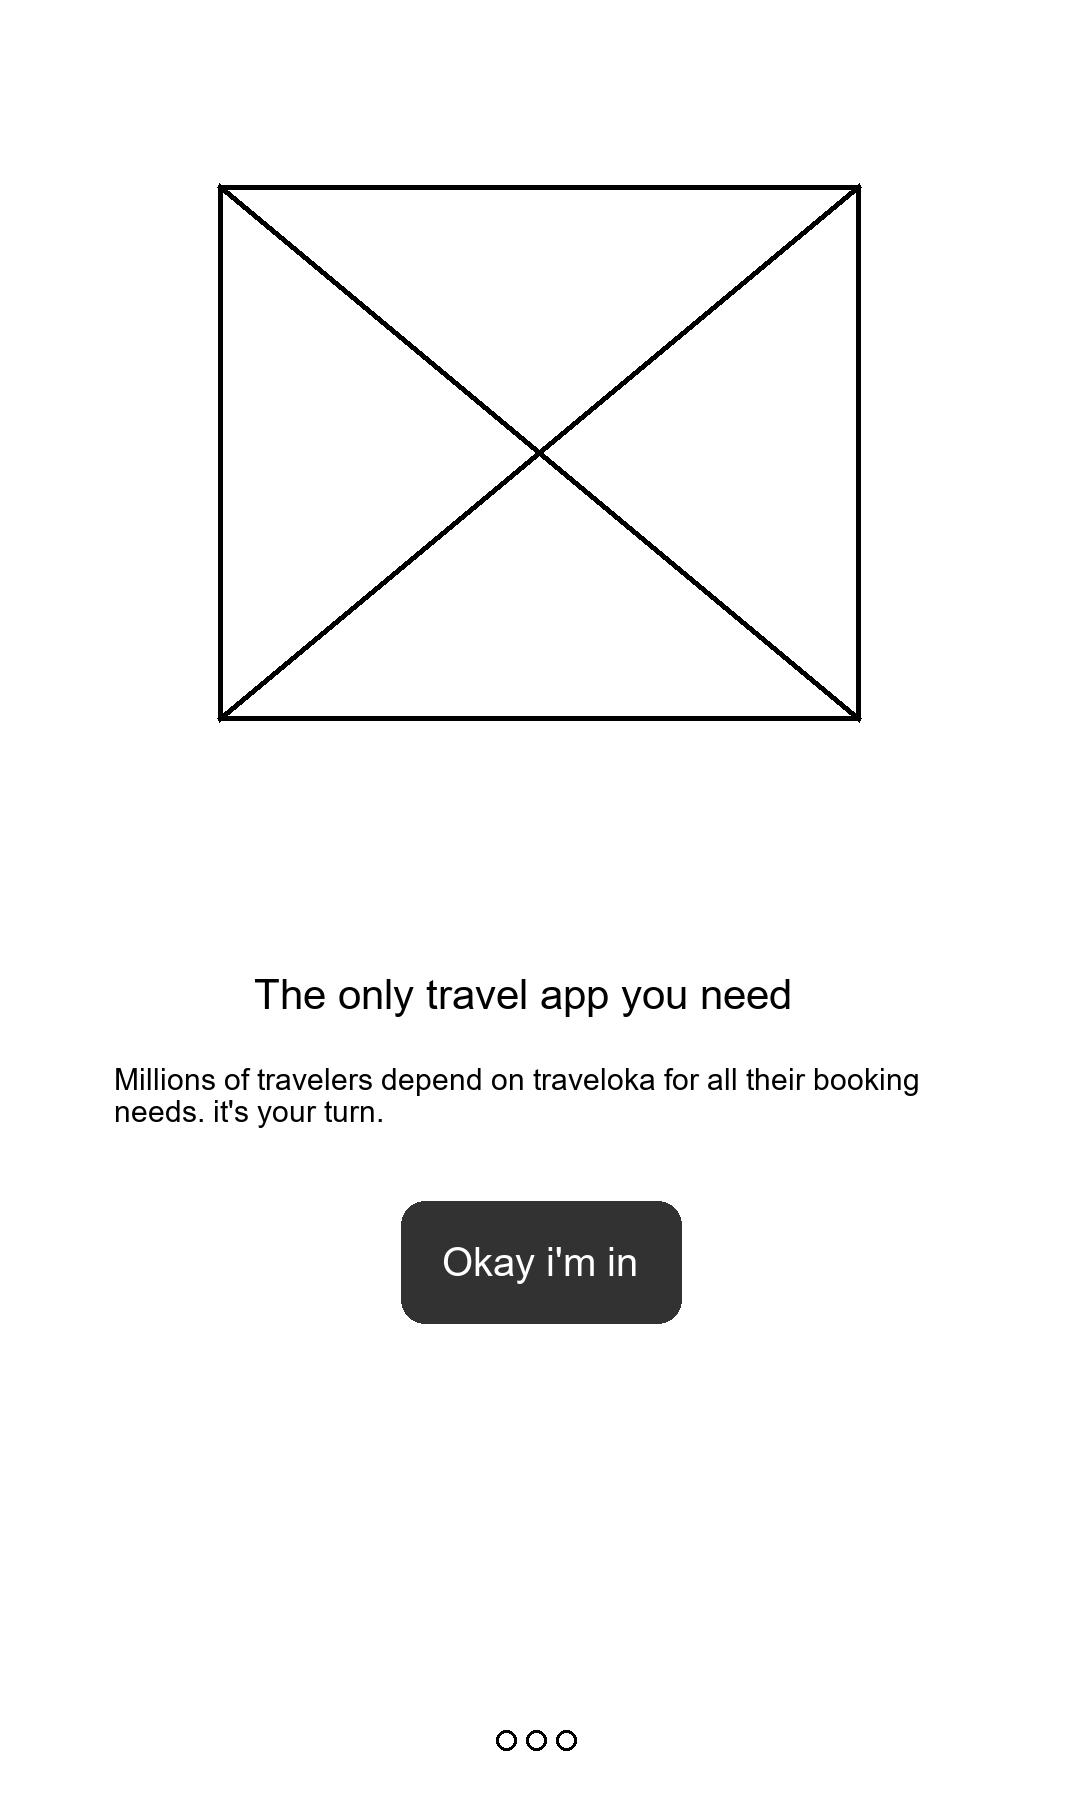 The only travel app you need
Millions of travelers depend on traveloka for all their booking
needs. it's your turn.
Okay i'm in